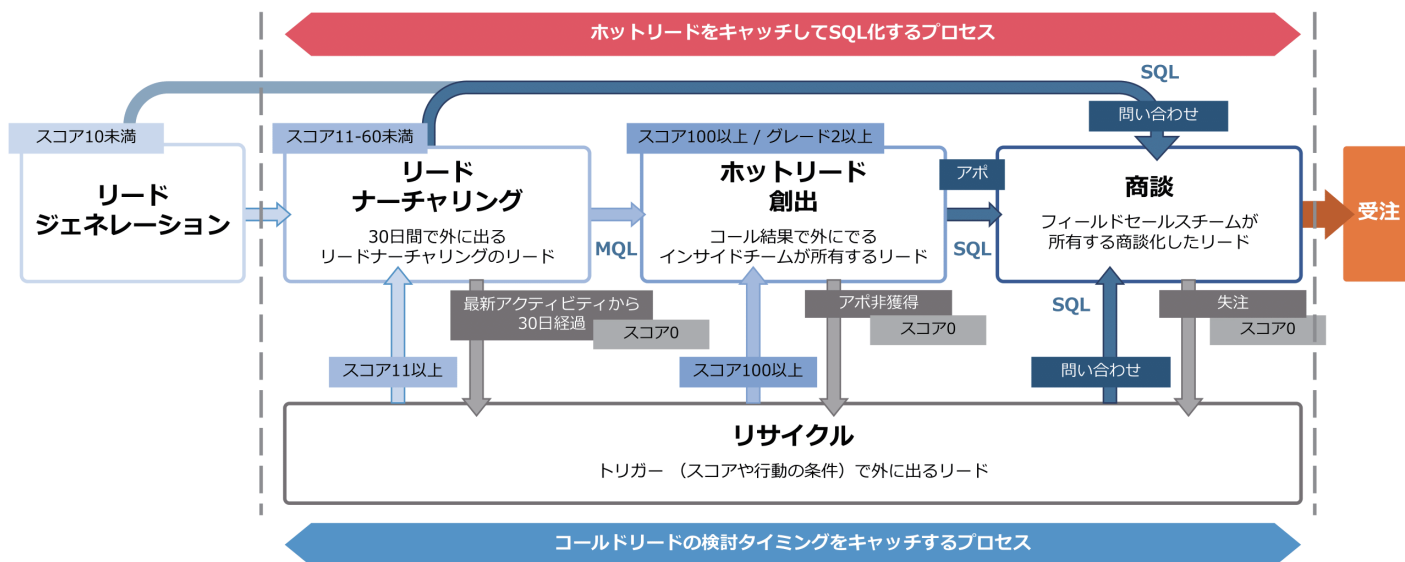 ホットリードをキャッチしてSQL化するプロセス
SQL
問い合わせ
スコア10未満
リード
ジェネレーション
スコア11-60未満
リード
ナーチャリング
30日間で外に出る
リードナーチャリングのリード
MQL
スコア100以上 / グレード2以上
ホットリード
創出
コール結果で外にでる
インサイドチームが所有するリード
アポ
SQL
商談
フィールドセールスチームが
所有する商談化したリード
受注
最新アクティビティから
30日経過
スコア0
アポ非獲得
スコア0
SQL
失注
スコア0
スコア11以上
スコア100以上
問い合わせ
リサイクル
トリガー （スコアや行動の条件）で外に出るリード
コールドリードの検討タイミングをキャッチするプロセス